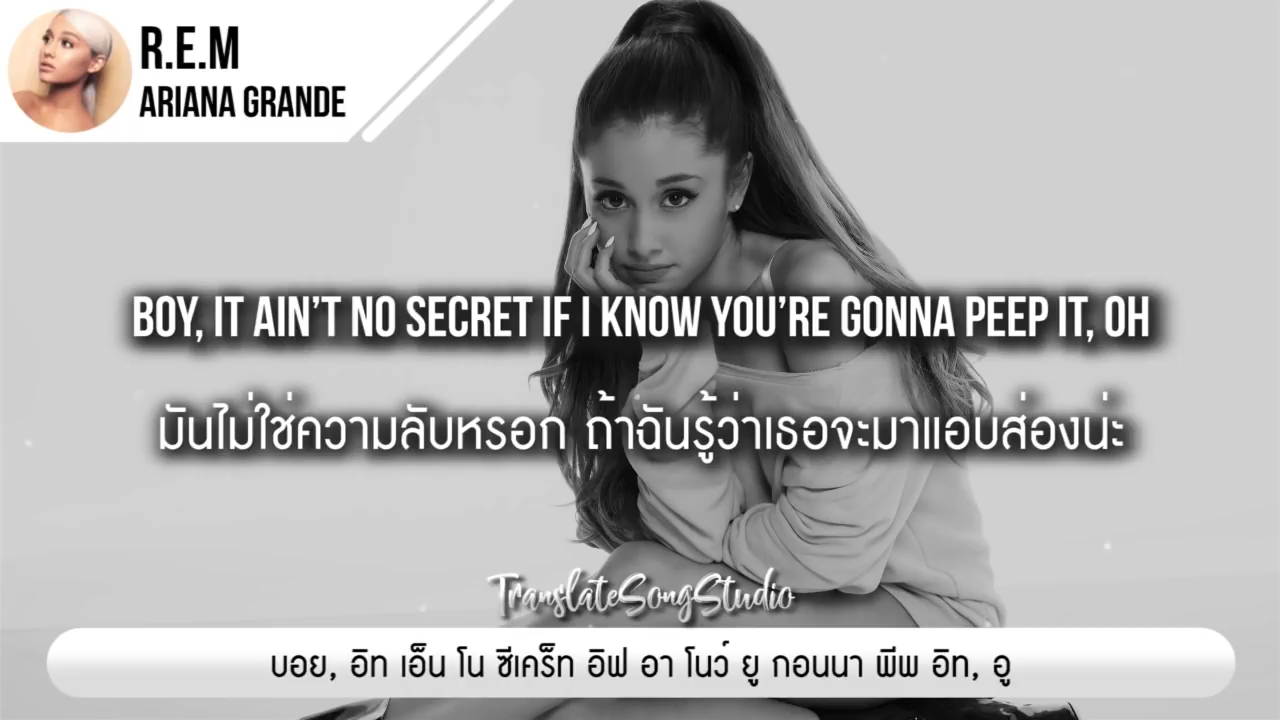 R.E.M
ARIANA GRANDE
BOY, IT AIN'T NO SECRET IF I KNOW YOU'RE GONNA PEEP IT, OH
มันไม่ใช่ความลับหรอก ถ้าฉันรู้ว่าเธอจะมาแอบส่องน่ะ
TranslateSongStudio
บอย, อิท เอ็น โน ซีเคร็ท อิฟ อา โนว์ ยู กอนนา พีพ อิท, อู